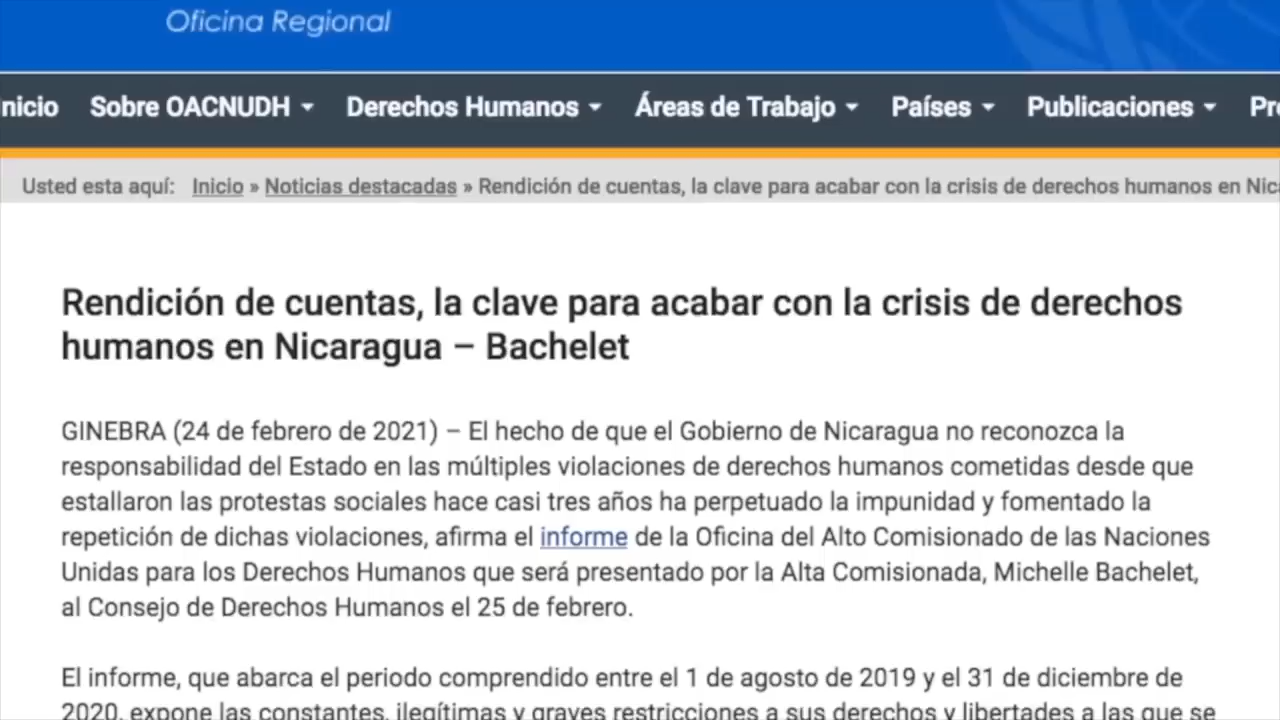 Oficina Regional
nicio Sobre OACNUDH Derechos Humanos Áreas de Trabajo Países Publicaciones Pr
Usted esta aquí: Inicio » Noticias destacadas » Rendición de cuentas, la clave para acabar con la crisis de derechos humanos en Nic
Rendición de cuentas, la clave para acabar con la crisis de derechos
humanos en Nicaragua – Bachelet
GINEBRA (24 de febrero de 2021) – El hecho de que el Gobierno de Nicaragua no reconozca la
responsabilidad del Estado en las múltiples violaciones de derechos humanos cometidas desde que
estallaron las protestas sociales hace casi tres años ha perpetuado la impunidad y fomentado la
repetición de dichas violaciones, afirma el informe de la Oficina del Alto Comisionado de las Naciones
Unidas para los Derechos Humanos que será presentado por la Alta Comisionada, Michelle Bachelet,
al Consejo de Derechos Humanos el 25 de febrero.
El informe, que abarca el periodo comprendido entre el 1 de agosto de 2019 y el 31 de diciembre de
2020, expone las constantes, ilegítimas y graves restricciones a sus derechos y libertades a las que se